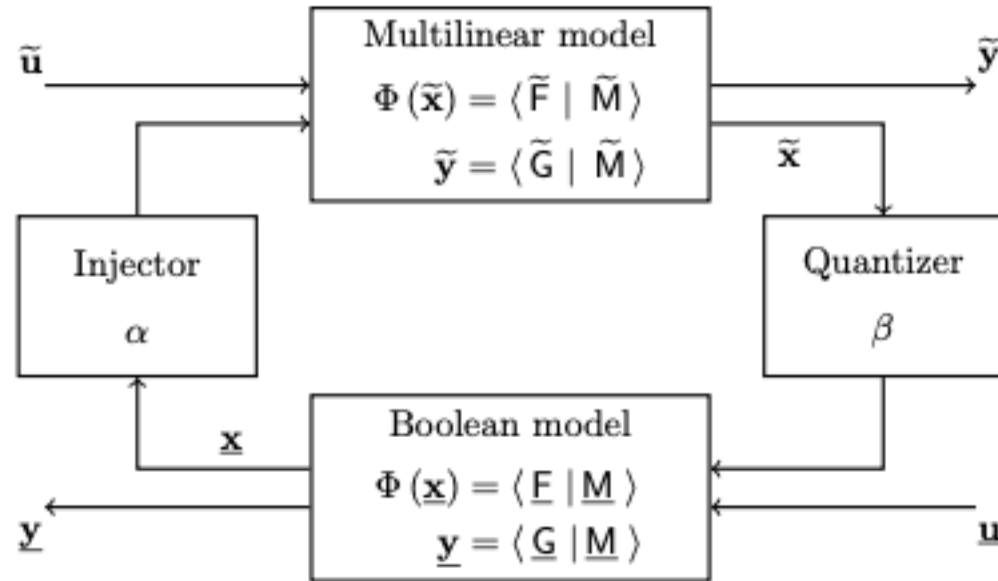 Multilinear model
ũ
ỹ
Φ (x̃) = ⟨ F̃ | M̃ ⟩
ỹ = ⟨ G̃ | M̃ ⟩
x̃
Injector
α
Quantizer
β
Boolean model
x̲
Φ (x̲) = ⟨ F̲ | M̲ ⟩
y̲ = ⟨ G̲ | M̲ ⟩
y̲
u̲